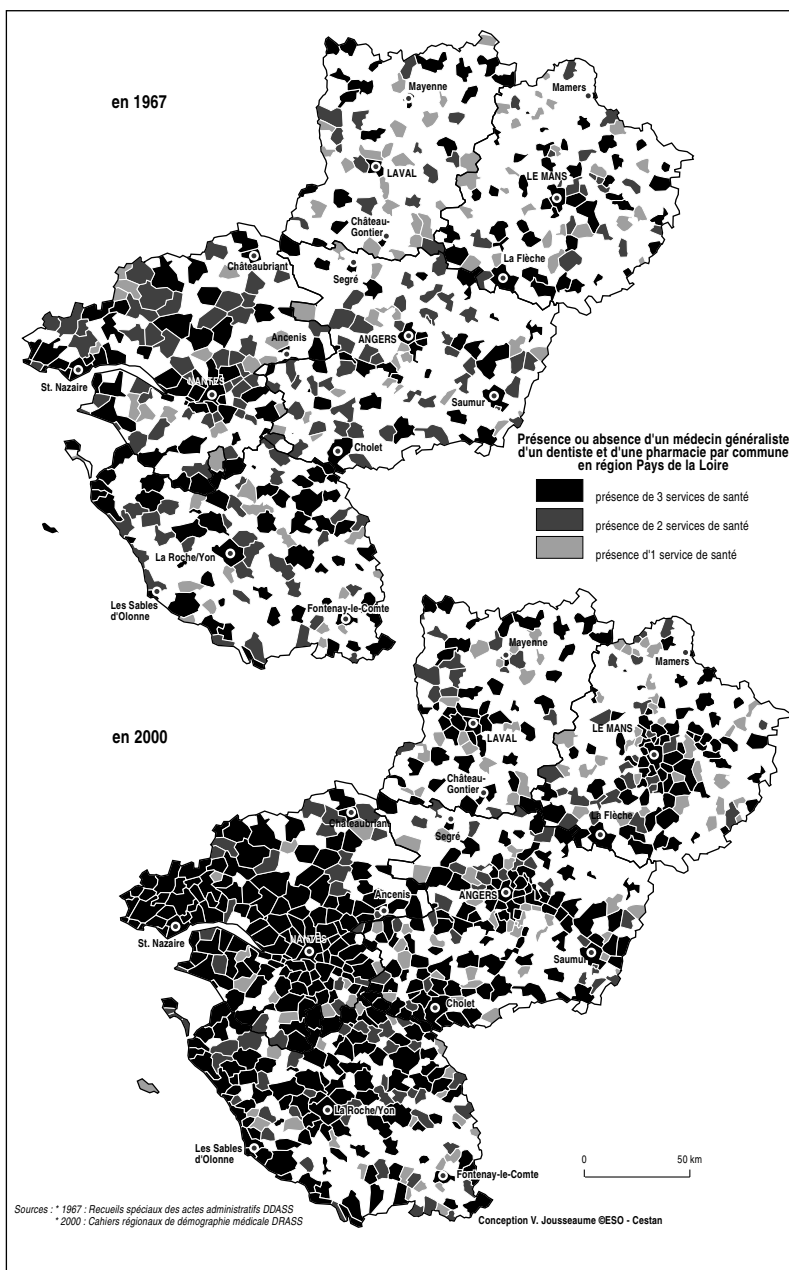 en 1967
Mayenne
Mamers
LAVAL
LE MANS
Château-
Gontier
La Flèche
Châteaubriant
Segré
Ancenis
ANGERS
St. Nazaire
NANTES
Saumur
Cholet
La Roche/Yon
Les Sables
d'Olonne
Fontenay-le-Comte
Présence ou absence d'un médecin généraliste
d'un dentiste et d'une pharmacie par commune
en région Pays de la Loire
présence de 3 services de santé
présence de 2 services de santé
présence d'1 service de santé
en 2000
Mayenne
Mamers
LE MANS
LAVAL
Château-
Gontier
La Flèche
Châteaubriant
Segré
Ancenis
ANGERS
St. Nazaire
NANTES
Saumur
Cholet
La Roche/Yon
Les Sables
d'Olonne
Fontenay-le-Comte
0 50 km
Sources : * 1967 : Recueils spéciaux des actes administratifs DDASS
* 2000 : Cahiers régionaux de démographie médicale DRASS
Conception V. Jousseaume ©ESO - Cestan